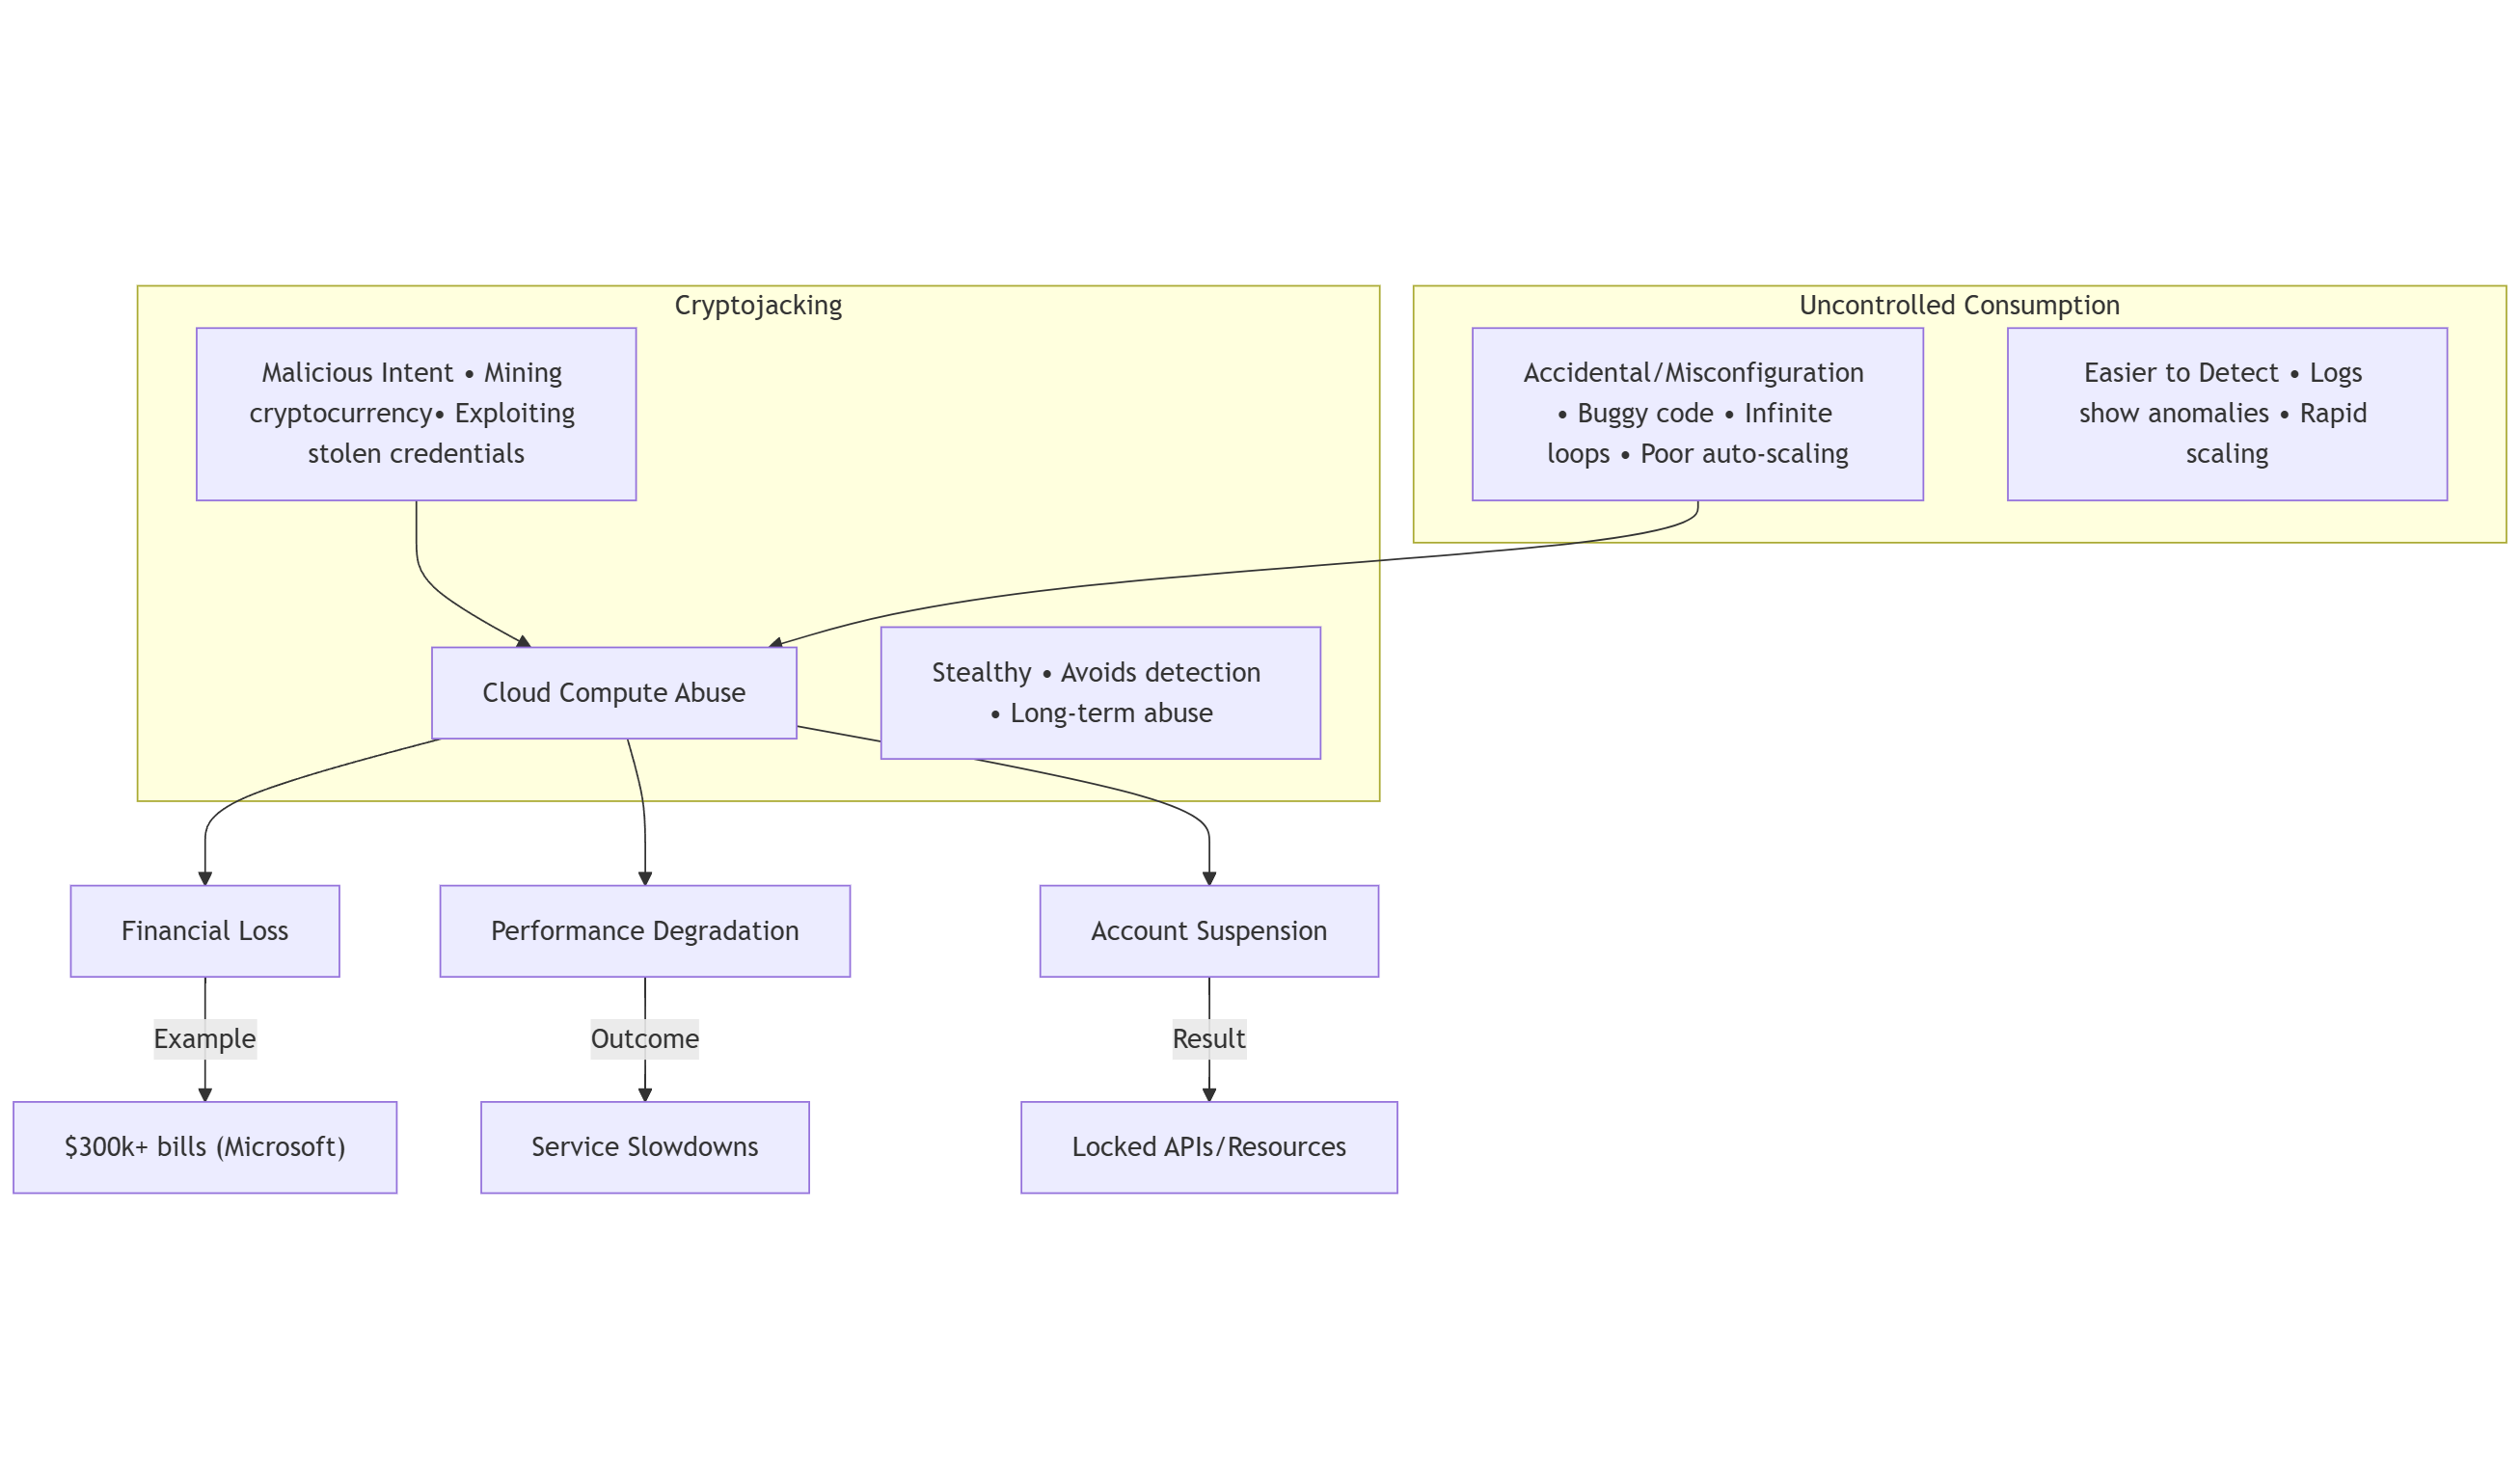 Cryptojacking
Malicious Intent • Mining
cryptocurrency• Exploiting
stolen credentials
Uncontrolled Consumption
Accidental/Misconfiguration
• Buggy code • Infinite
loops • Poor auto-scaling
Easier to Detect • Logs
show anomalies • Rapid
scaling
Cloud Compute Abuse
Stealthy • Avoids detection
• Long-term abuse
Financial Loss
Performance Degradation
Account Suspension
Example
Outcome
Result
$300k+ bills (Microsoft)
Service Slowdowns
Locked APIs/Resources